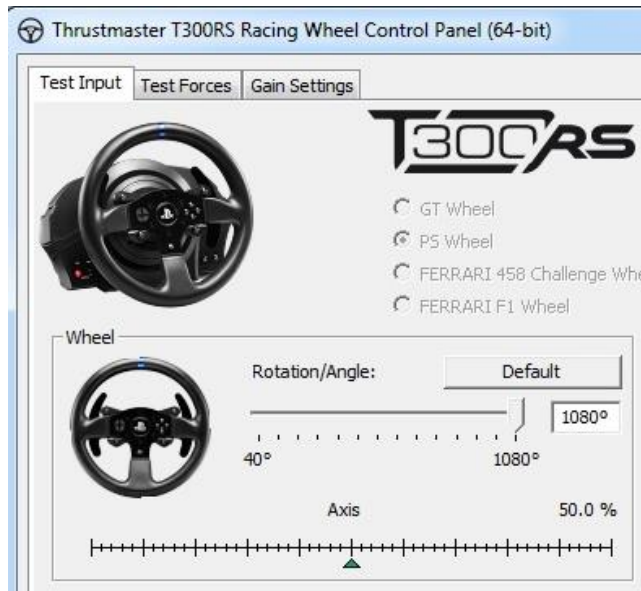 Thrustmaster T300RS Racing Wheel Control Panel (64-bit)
Test Input Test Forces Gain Settings
T300RS
GT Wheel
PS Wheel
FERRARI 458 Challenge Whe
FERRARI F1 Wheel
Wheel
Rotation/Angle: Default
1080°
40° 1080°
Axis 50.0 %